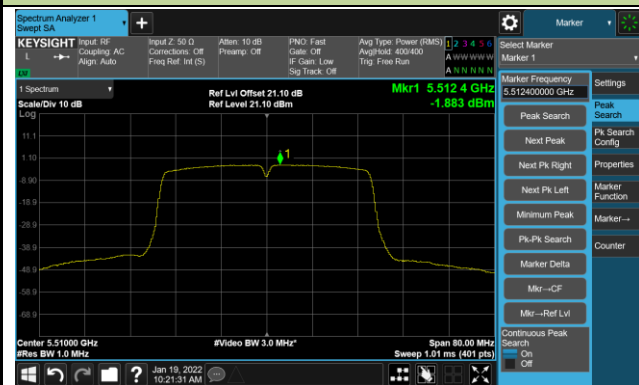 Spectrum Analyzer 1
Swept SA
Marker
KEYSIGHT
L
Input: RF
Coupling: AC
Align: Auto
Input Z: 50 Ω
Corrections: Off
Freq Ref: Int (S)
Atten: 10 dB
Preamp: Off
PNO: Fast
Gate: Off
IF Gain: Low
Sig Track: Off
Avg Type: Power (RMS)
Avg|Hold: 400/400
Trig: Free Run
1 2 3 4 5 6
A W W W W W
A N N N N N
Select Marker
Marker 1
1 Spectrum
Scale/Div 10 dB
Log
Ref Lvl Offset 21.10 dB
Ref Level 21.10 dBm
Mkr1 5.512 4 GHz
-1.883 dBm
11.1
1.10
-8.90
-18.9
-28.9
-38.9
-48.9
-58.9
-68.9
1
Center 5.51000 GHz
#Res BW 1.0 MHz
#Video BW 3.0 MHz*
Span 80.00 MHz
Sweep 1.01 ms (401 pts)
Marker Frequency
5.512400000 GHz
Peak Search
Next Peak
Next Pk Right
Next Pk Left
Minimum Peak
Pk-Pk Search
Marker Delta
Mkr→CF
Mkr→Ref Lvl
Continuous Peak
Search
On
Off
Settings
Peak
Search
Pk Search
Config
Properties
Marker
Function
Marker→
Counter
Jan 19, 2022
10:21:31 AM